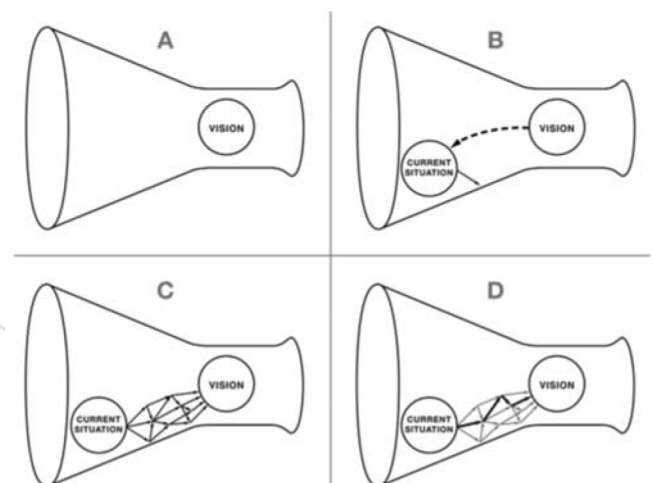 A
VISION
B
VISION
CURRENT
SITUATION
C
VISION
CURRENT
SITUATION
D
VISION
CURRENT
SITUATION